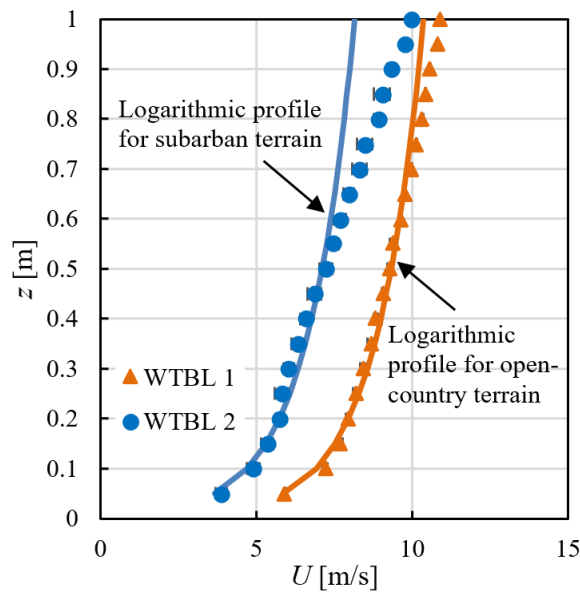 1
0.9
0.8
0.7
0.6
0.5
0.4
0.3
0.2
0.1
0
z [m]
Logarithmic profile
for subarban terrain
Logarithmic
profile for open-
country terrain
WTBL 1
WTBL 2
0 5 10 15
U [m/s]